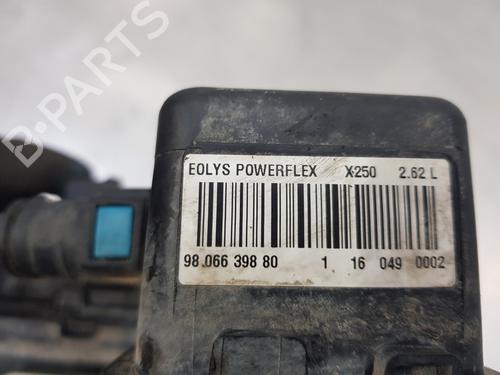 B-PARTS
EOLYS POWERFLEX X250 2.62 L
98 066 398 80 1 16 049 0002